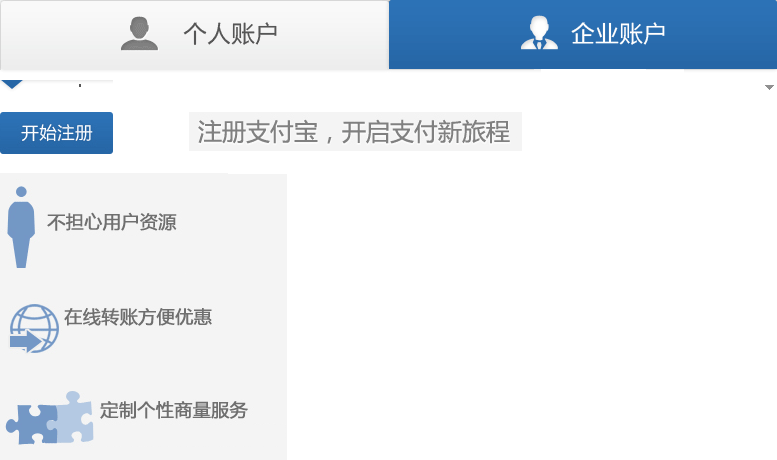 个人账户
企业账户
开始注册
注册支付宝，开启支付新旅程
不担心用户资源
在线转账方便优惠
定制个性商量服务